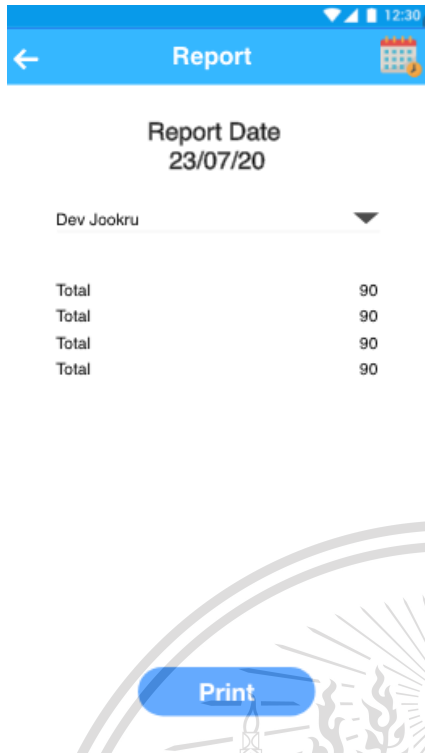 12:30
Report
Report Date
23/07/20
Dev Jookru
Total 90
Total 90
Total 90
Total 90
Print